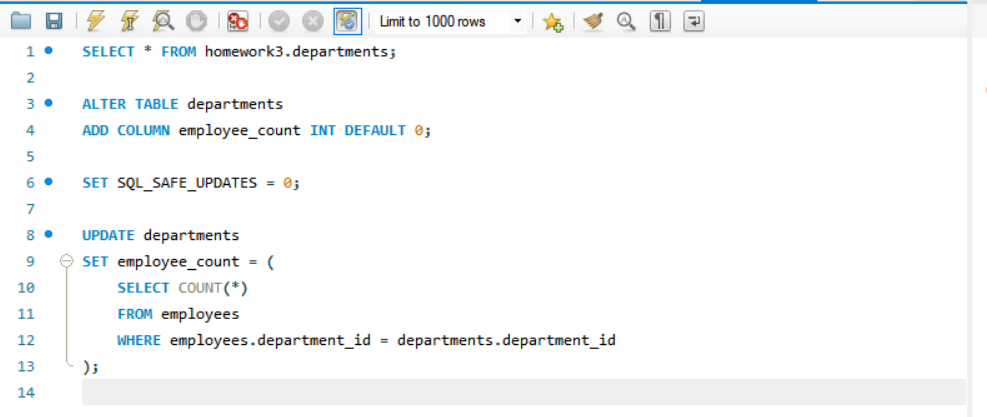 Limit to 1000 rows
1 SELECT * FROM homework3.departments;
2
3 ALTER TABLE departments
4 ADD COLUMN employee_count INT DEFAULT 0;
5
6 SET SQL_SAFE_UPDATES = 0;
7
8 UPDATE departments
9 SET employee_count = (
10 SELECT COUNT(*)
11 FROM employees
12 WHERE employees.department_id = departments.department_id
13 );
14